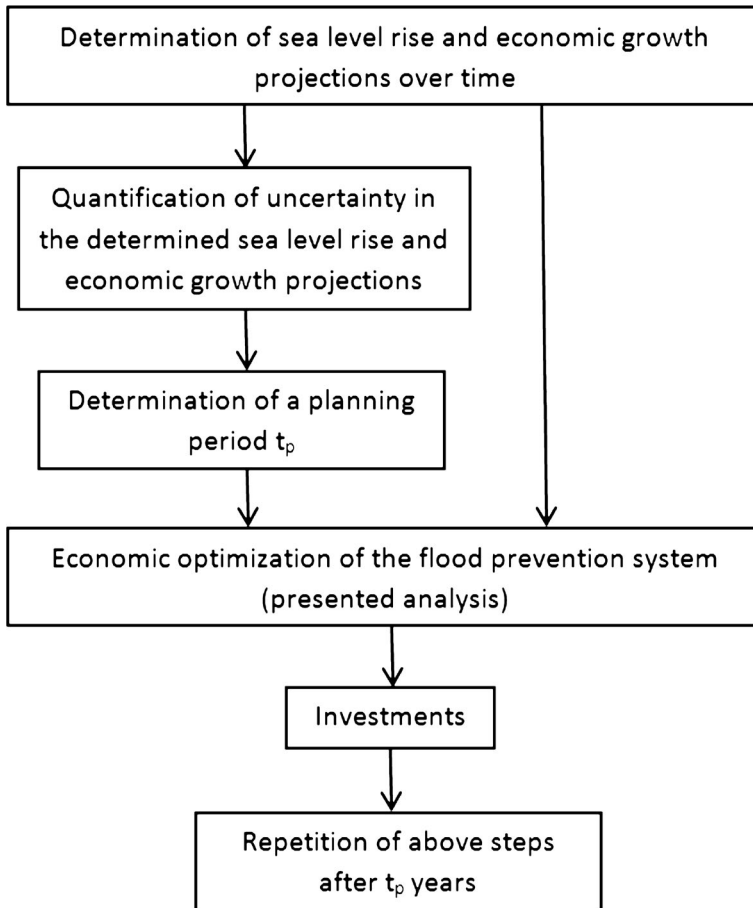 Determination of sea level rise and economic growth
projections over time
Quantification of uncertainty in
the determined sea level rise and
economic growth projections
Determination of a planning
period tₚ
Economic optimization of the flood prevention system
(presented analysis)
Investments
Repetition of above steps
after tₚ years